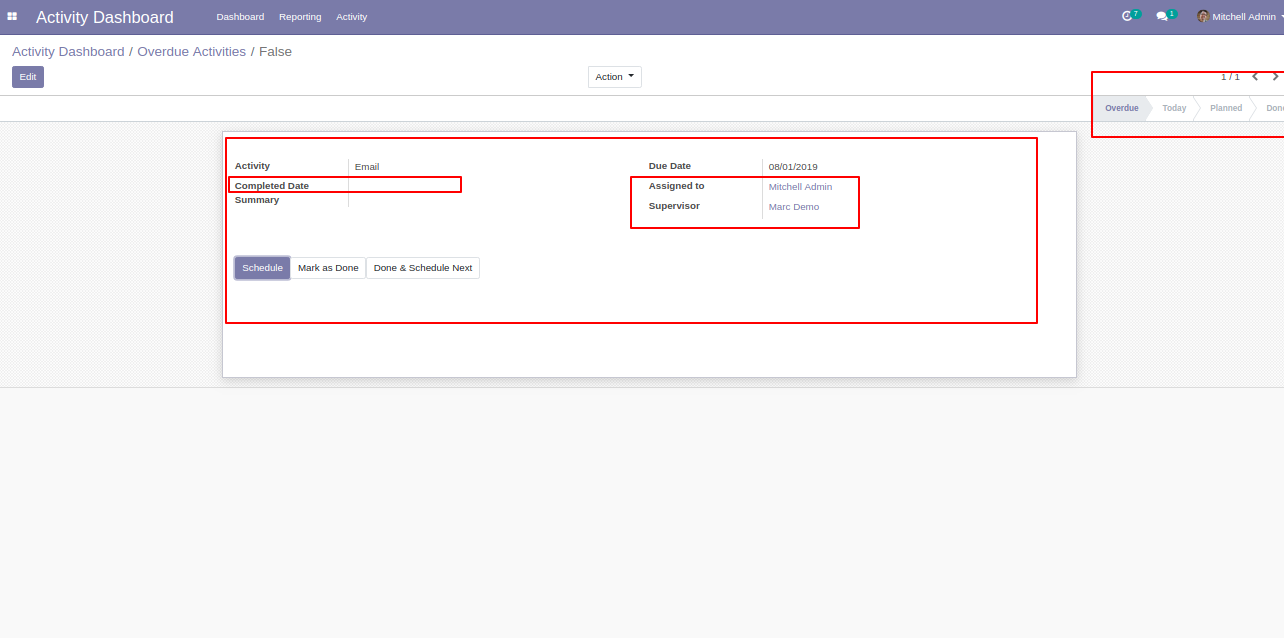 Activity Dashboard Dashboard Reporting Activity 7 1 Mitchell Admin
Activity Dashboard / Overdue Activities / False
Edit Action 1 / 1
Overdue Today Planned Done
Activity Email Due Date 08/01/2019
Completed Date Assigned to Mitchell Admin
Summary Supervisor Marc Demo
Schedule Mark as Done Done & Schedule Next